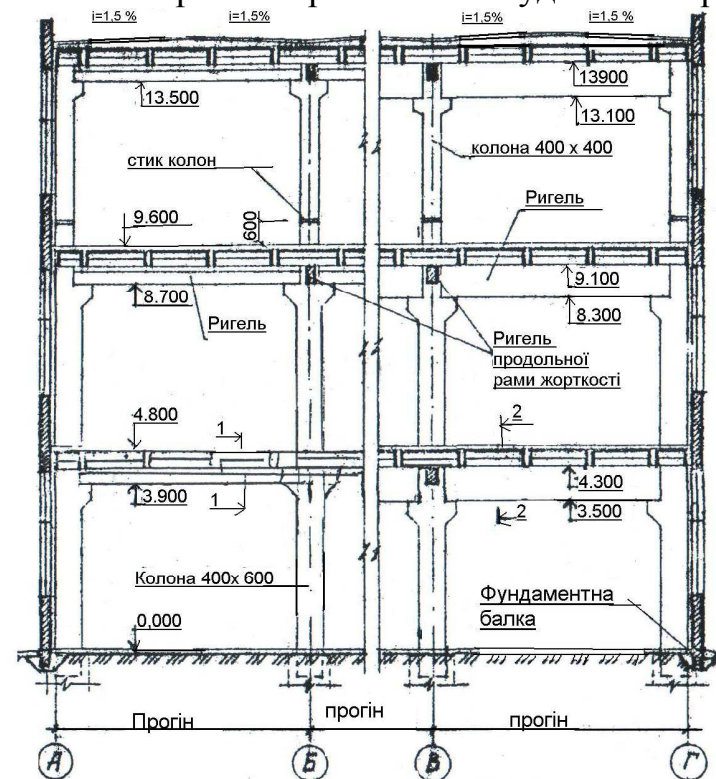 i=1.5 %
i=1.5%
i=1.5%
i=1.5%
13.500
13900
13.100
стик колон
колона 400 х 400
9.600
600
Ригель
8.700
9.100
8.300
Ригель
Ригель
продольної
рами жорткості
4.800
1
2
3.900
1
4.300
3.500
2
Колона 400х 600
Фундаментна
балка
0,000
Прогін
прогін
прогін
А
Б
В
Г